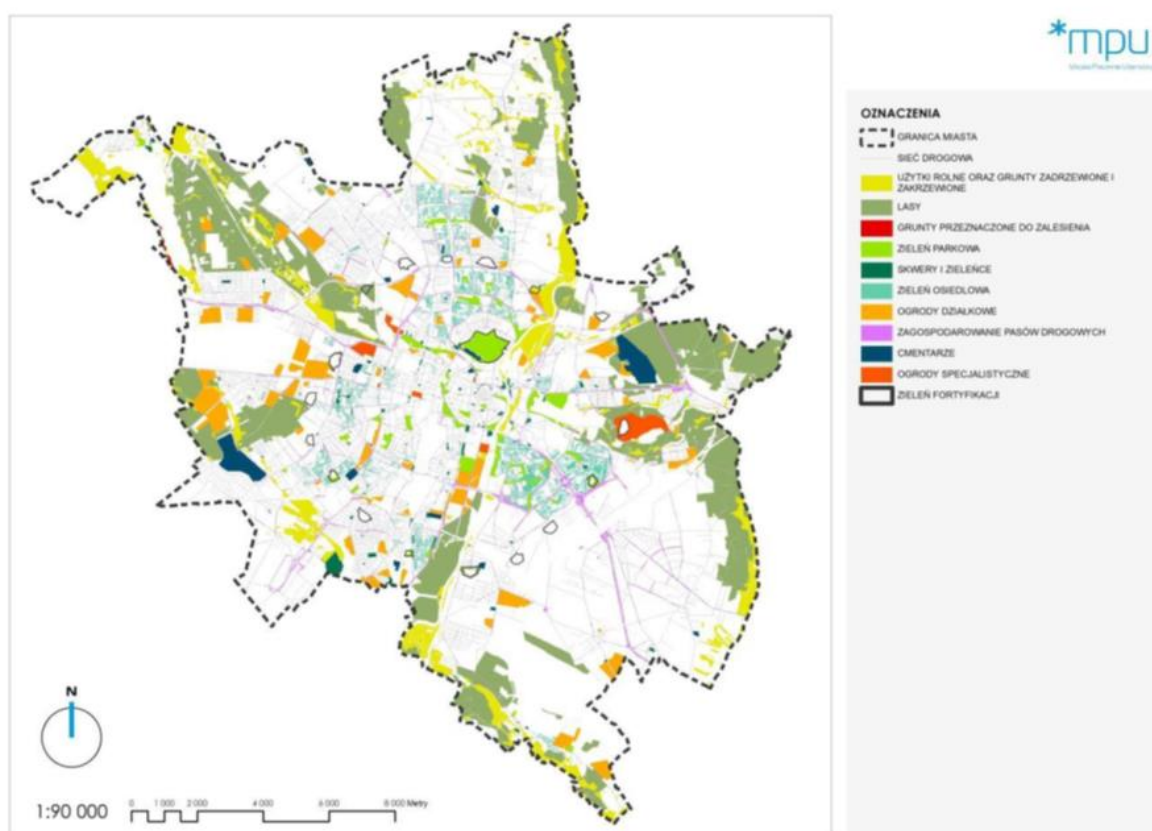 *mpu
OZNACZENIA
GRANICA MIASTA
SIEĆ DROGOWA
UŻYTKI ROLNE ORAZ GRUNTY ZADRZEWIONE I
ZAKRZEWIONE
LASY
GRUNTY PRZEZNACZONE DO ZALESIENIA
ZIELEŃ PARKOWA
SKWERY I ZIELEŃCE
ZIELEŃ OSIEDLOWA
OGRODY DZIAŁKOWE
ZAGOSPODAROWANIE PASÓW DROGOWYCH
CMENTARZE
OGRODY SPECJALISTYCZNE
ZIELEŃ FORTYFIKACJI
N
1:90 000
0 1 000 2 000 4 000 6 000 8 000 Metry